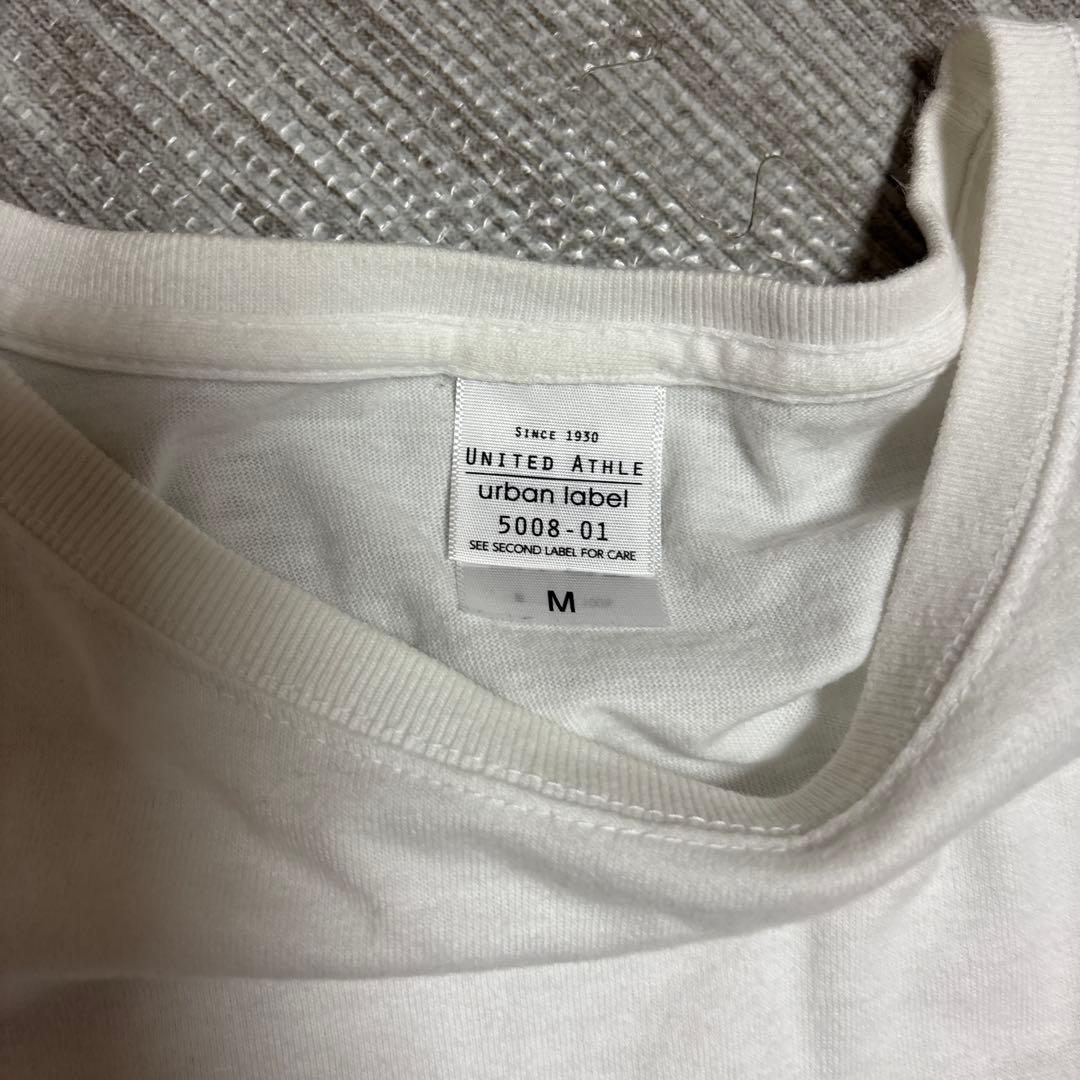 SINCE 1930
UNITED ATHLE
urban label
5008-01
SEE SECOND LABEL FOR CARE
M